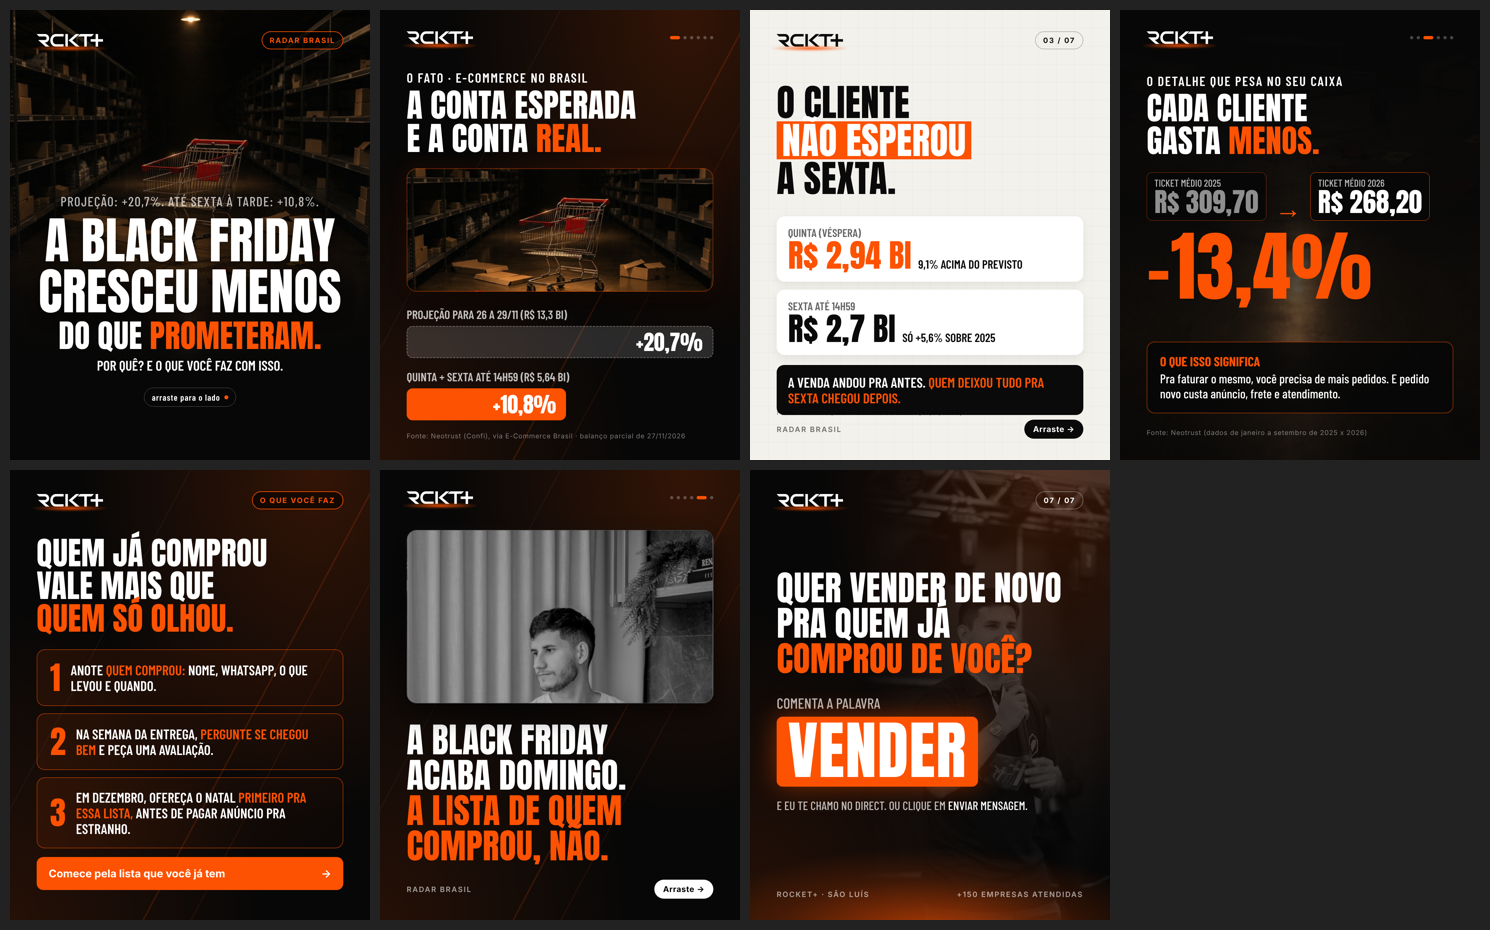 RCKT+
RADAR BRASIL
PROJEÇÃO: +20,7%. ATÉ SEXTA À TARDE: +10,8%.
A BLACK FRIDAY
CRESCEU MENOS
DO QUE PROMETERAM.
POR QUÊ? E O QUE VOCÊ FAZ COM ISSO.
arraste para o lado
RCKT+
O FATO · E-COMMERCE NO BRASIL
A CONTA ESPERADA
E A CONTA REAL.
PROJEÇÃO PARA 26 A 29/11 (R$ 13,3 BI)
+20,7%
QUINTA + SEXTA ATÉ 14H59 (R$ 5,64 BI)
+10,8%
Fonte: Neotrust (Confi), via E-Commerce Brasil · balanço parcial de 27/11/2026
RCKT+
03 / 07
O CLIENTE
NÃO ESPEROU
A SEXTA.
QUINTA (VÉSPERA)
R$ 2,94 BI 9,1% ACIMA DO PREVISTO
SEXTA ATÉ 14H59
R$ 2,7 BI SÓ +5,6% SOBRE 2025
A VENDA ANDOU PRA ANTES. QUEM DEIXOU TUDO PRA
SEXTA CHEGOU DEPOIS.
RADAR BRASIL
Arraste →
RCKT+
O DETALHE QUE PESA NO SEU CAIXA
CADA CLIENTE
GASTA MENOS.
TICKET MÉDIO 2025
R$ 309,70
→
TICKET MÉDIO 2026
R$ 268,20
-13,4%
O QUE ISSO SIGNIFICA
Pra faturar o mesmo, você precisa de mais pedidos. E pedido
novo custa anúncio, frete e atendimento.
Fonte: Neotrust (dados de janeiro a setembro de 2025 x 2026)
RCKT+
O QUE VOCÊ FAZ
QUEM JÁ COMPROU
VALE MAIS QUE
QUEM SÓ OLHOU.
1 ANOTE QUEM COMPROU: NOME, WHATSAPP, O QUE
LEVOU E QUANDO.
2 NA SEMANA DA ENTREGA, PERGUNTE SE CHEGOU
BEM E PEÇA UMA AVALIAÇÃO.
3 EM DEZEMBRO, OFEREÇA O NATAL PRIMEIRO PRA
ESSA LISTA, ANTES DE PAGAR ANÚNCIO PRA
ESTRANHO.
Comece pela lista que você já tem →
RCKT+
A BLACK FRIDAY
ACABA DOMINGO.
A LISTA DE QUEM
COMPROU, NÃO.
RADAR BRASIL
Arraste →
RCKT+
07 / 07
QUER VENDER DE NOVO
PRA QUEM JÁ
COMPROU DE VOCÊ?
COMENTA A PALAVRA
VENDER
E EU TE CHAMO NO DIRECT. OU CLIQUE EM ENVIAR MENSAGEM.
ROCKET+ · SÃO LUÍS
+150 EMPRESAS ATENDIDAS